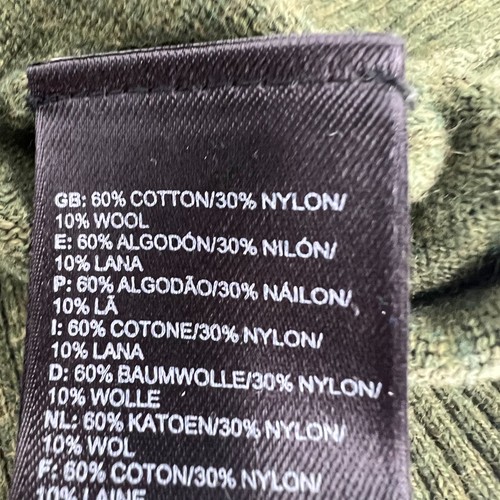 GB: 60% COTTON/30% NYLON/
10% WOOL
E: 60% ALGODÓN/30% NILÓN/
10% LANA
P: 60% ALGODÃO/30% NÁILON/
10% LÃ
I: 60% COTONE/30% NYLON/
10% LANA
D: 60% BAUMWOLLE/30% NYLON/
10% WOLLE
NL: 60% KATOEN/30% NYLON/
10% WOL
F: 60% COTON/30% NYLON/
10% LAINE